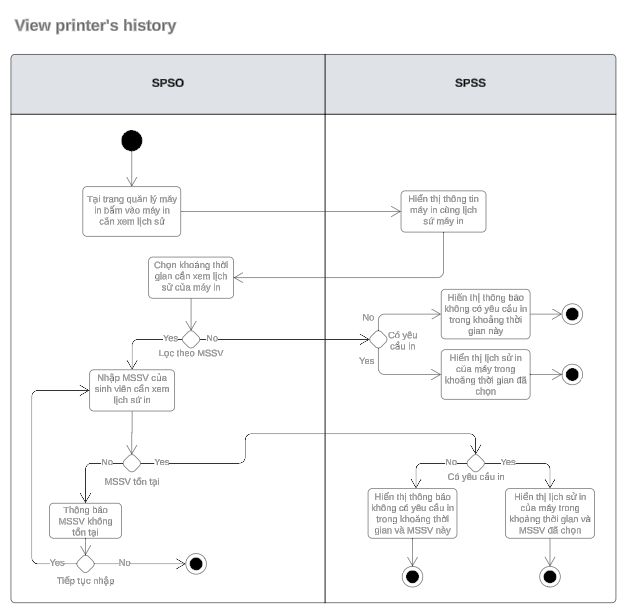 View printer's history
SPSO
SPSS
Tại trang quản lý máy
in bấm vào máy in
cần xem lịch sử
Hiển thị thông tin
máy in cùng lịch
sử máy in
Chọn khoảng thời
gian cần xem lịch
sử của máy in
Yes
No
Lọc theo MSSV
No
Có yêu
cầu in
Yes
Hiển thị thông báo
không có yêu cầu in
trong khoảng thời
gian này
Hiển thị lịch sử in
của máy trong
khoảng thời gian đã
chọn
Nhập MSSV của
sinh viên cần xem
lịch sử in
No
Yes
MSSV tồn tại
No
Yes
Có yêu cầu in
Thông báo
MSSV không
tồn tại
Hiển thị thông báo
không có yêu cầu in
trong khoảng thời
gian và MSSV này
Hiển thị lịch sử in
của máy trong
khoảng thời gian và
MSSV đã chọn
Yes
No
Tiếp tục nhập